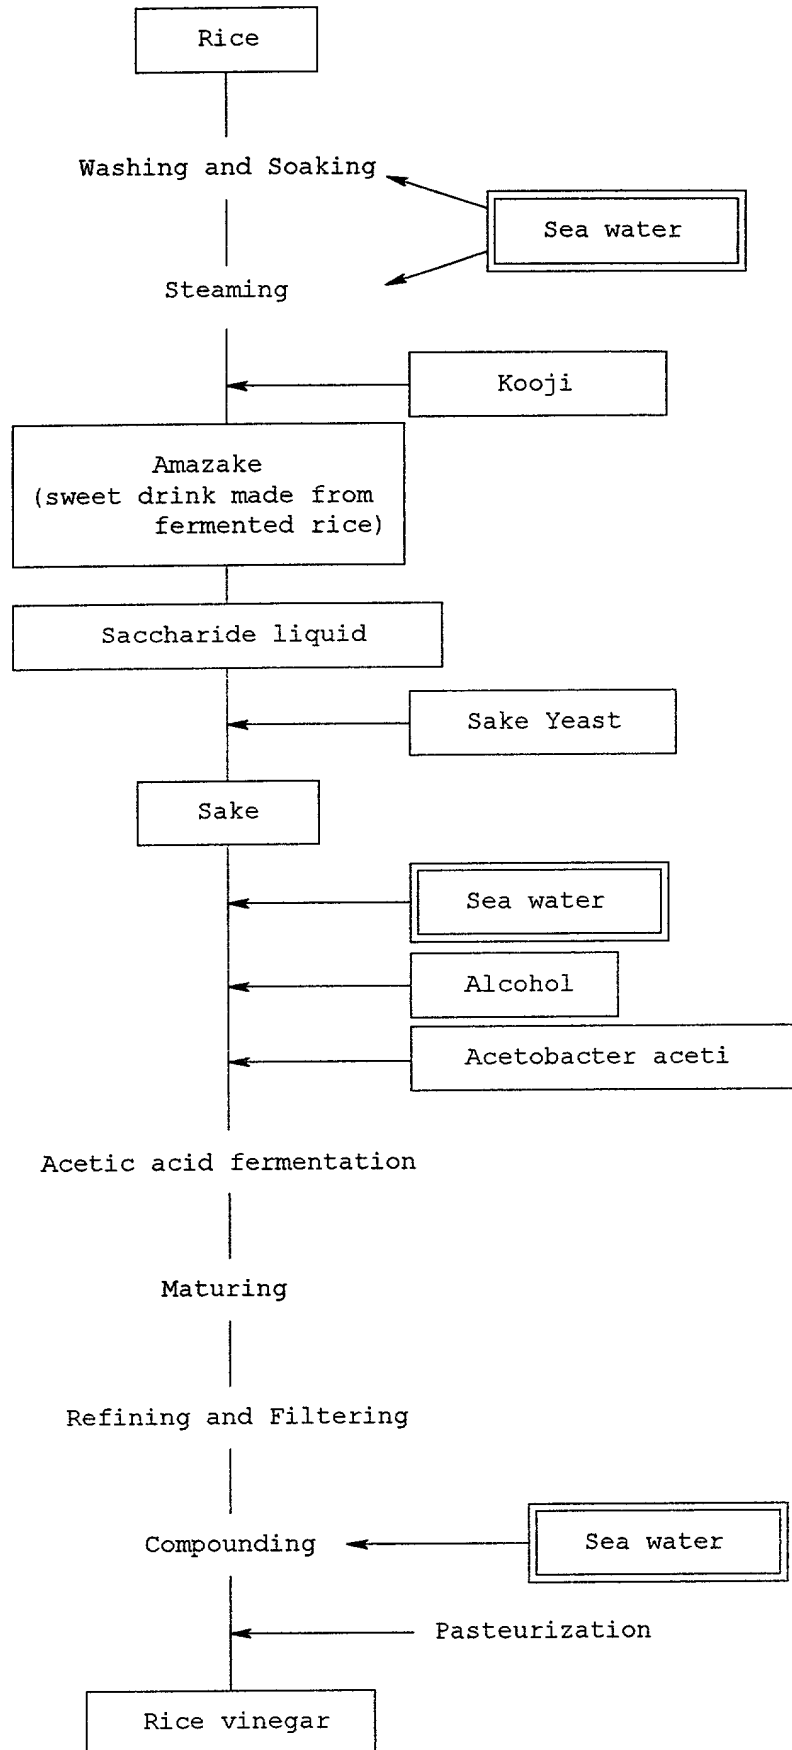 Rice
Washing and Soaking
Sea water
Steaming
Kooji
Amazake
(sweet drink made from
fermented rice)
Saccharide liquid
Sake Yeast
Sake
Sea water
Alcohol
Acetobacter aceti
Acetic acid fermentation
Maturing
Refining and Filtering
Compounding
Sea water
Pasteurization
Rice vinegar